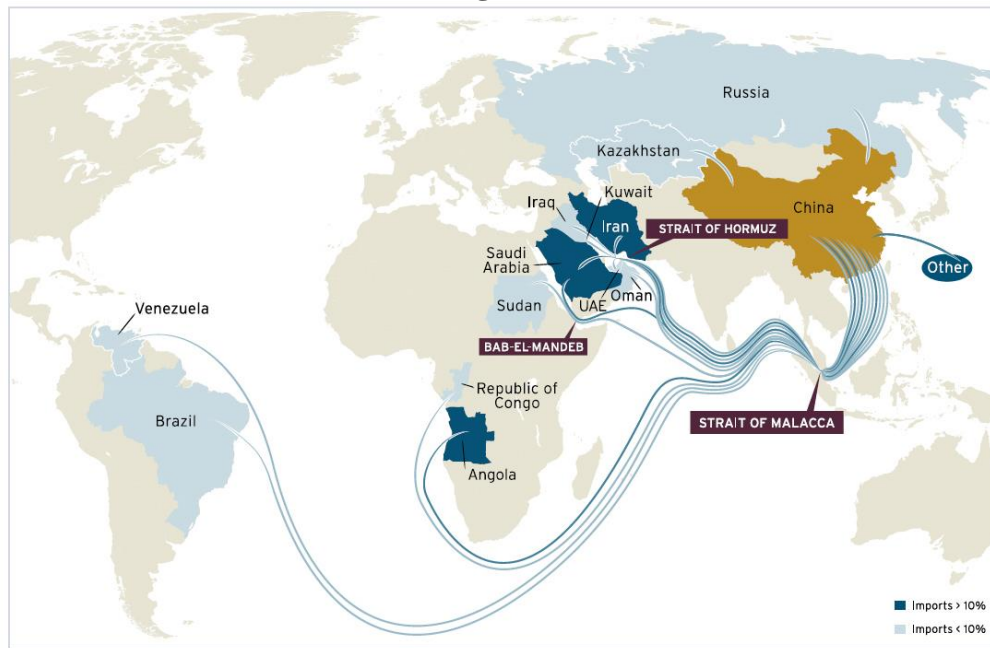 Russia
Kazakhstan
Kuwait
Iraq
Iran
China
STRAIT OF HORMUZ
Saudi
Arabia
Other
Oman
UAE
Sudan
Venezuela
BAB-EL-MANDEB
Republic of
Congo
Brazil
STRAIT OF MALACCA
Angola
Imports > 10%
Imports < 10%